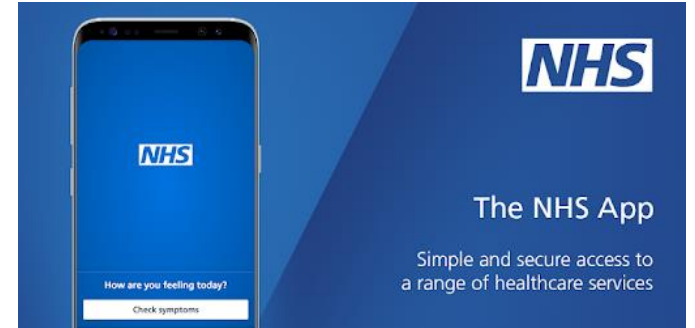 NHS
How are you feeling today?
Check symptoms
NHS
The NHS App
Simple and secure access to
a range of healthcare services